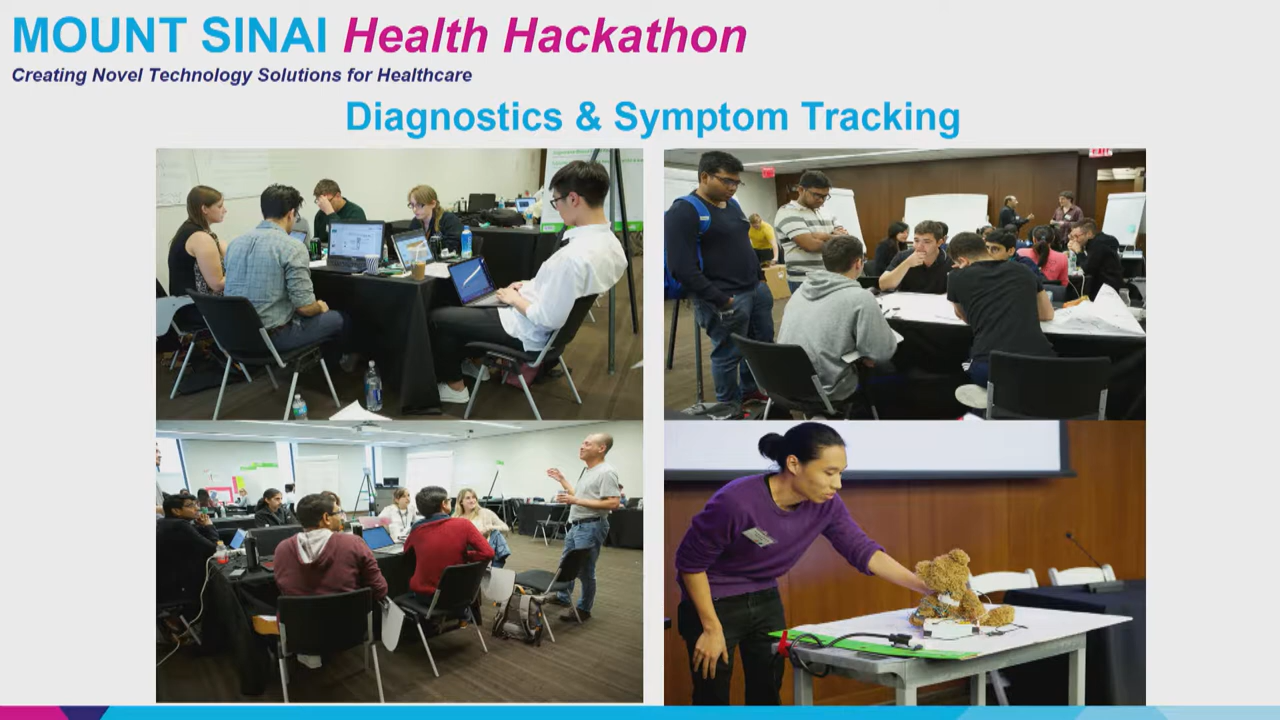 MOUNT SINAI Health Hackathon
Creating Novel Technology Solutions for Healthcare
Diagnostics & Symptom Tracking